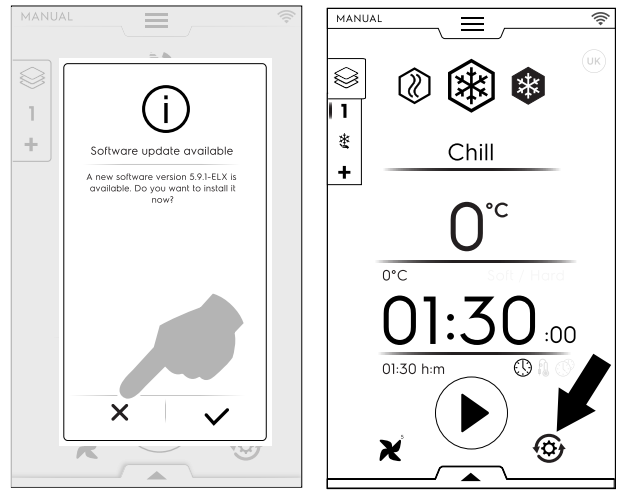 MANUAL
1
+
Software update available
A new software version 5.9.1-ELX is
available. Do you want to install it
now?
MANUAL
UK
1
+
Chill
0°C
0°C Soft / Hard
01:30:00
01:30 h:m
5